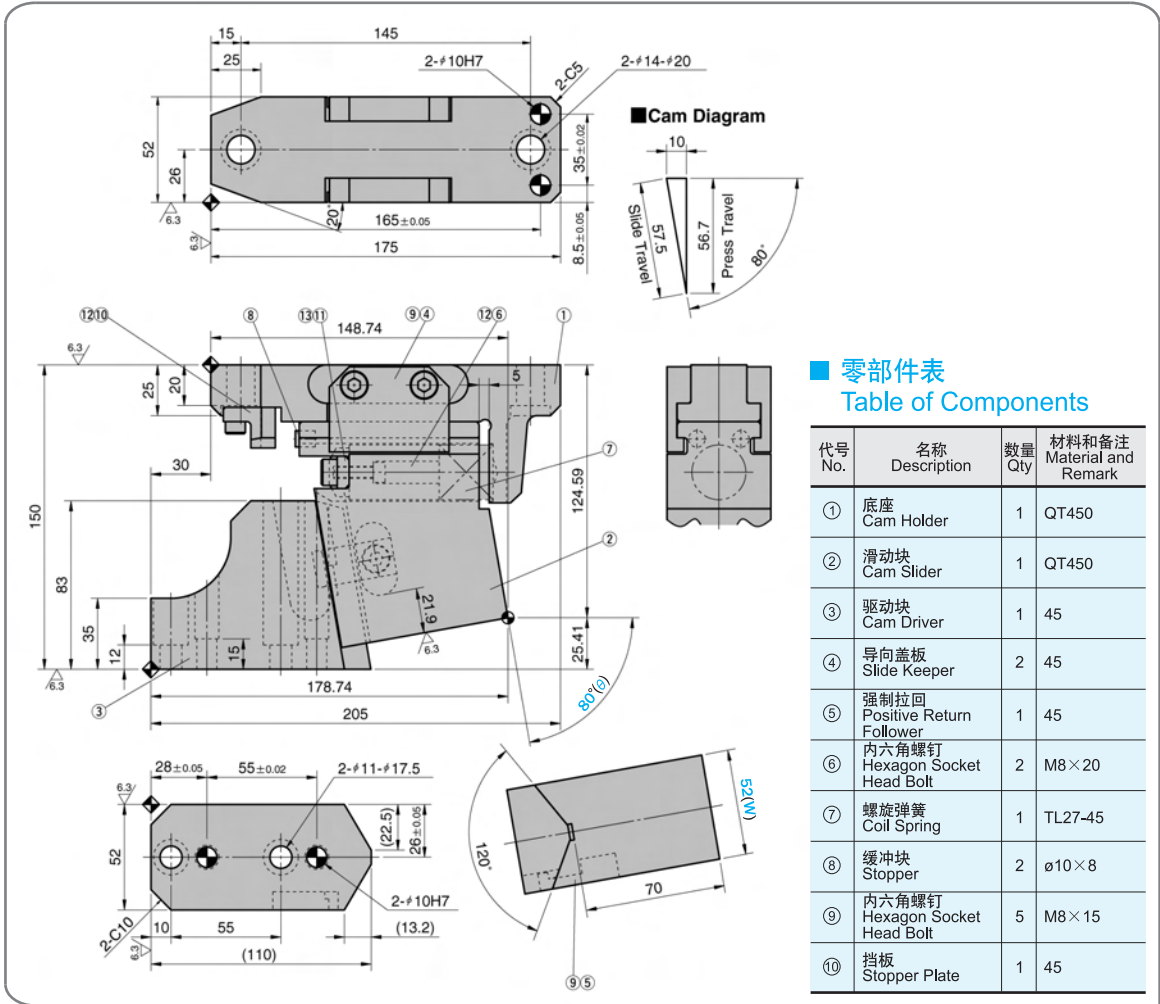 15
145
25
2-φ10H7
2-φ14-φ20
2-C5
52
26
35±0.02
20°
165±0.05
175
8.5±0.05
6.3
6.3
■Cam Diagram
10
Slide Travel
57.5
56.7
Press Travel
80°
⑫⑩
⑧
⑬⑪
⑨④
⑫⑥
①
148.74
6.3
25
20
5
30
⑦
124.59
150
83
②
35
12
15
21.9
6.3
25.41
6.3
178.74
80°(θ)
③
205
28±0.05
55±0.02
2-φ11-φ17.5
6.3
52
(22.5)
26±0.05
2-φ10H7
2-C10
10
55
(13.2)
6.3
(110)
120°
52(W)
70
⑨⑤
■ 零部件表
Table of Components
代号 名称 数量 材料和备注
No. Description Qty Material and
Remark
① 底座
Cam Holder 1 QT450
② 滑动块
Cam Slider 1 QT450
③ 驱动块
Cam Driver 1 45
④ 导向盖板
Slide Keeper 2 45
⑤ 强制拉回
Positive Return 1 45
Follower
⑥ 内六角螺钉
Hexagon Socket 2 M8×20
Head Bolt
⑦ 螺旋弹簧
Coil Spring 1 TL27-45
⑧ 缓冲块
Stopper 2 ø10×8
⑨ 内六角螺钉
Hexagon Socket 5 M8×15
Head Bolt
⑩ 挡板
Stopper Plate 1 45